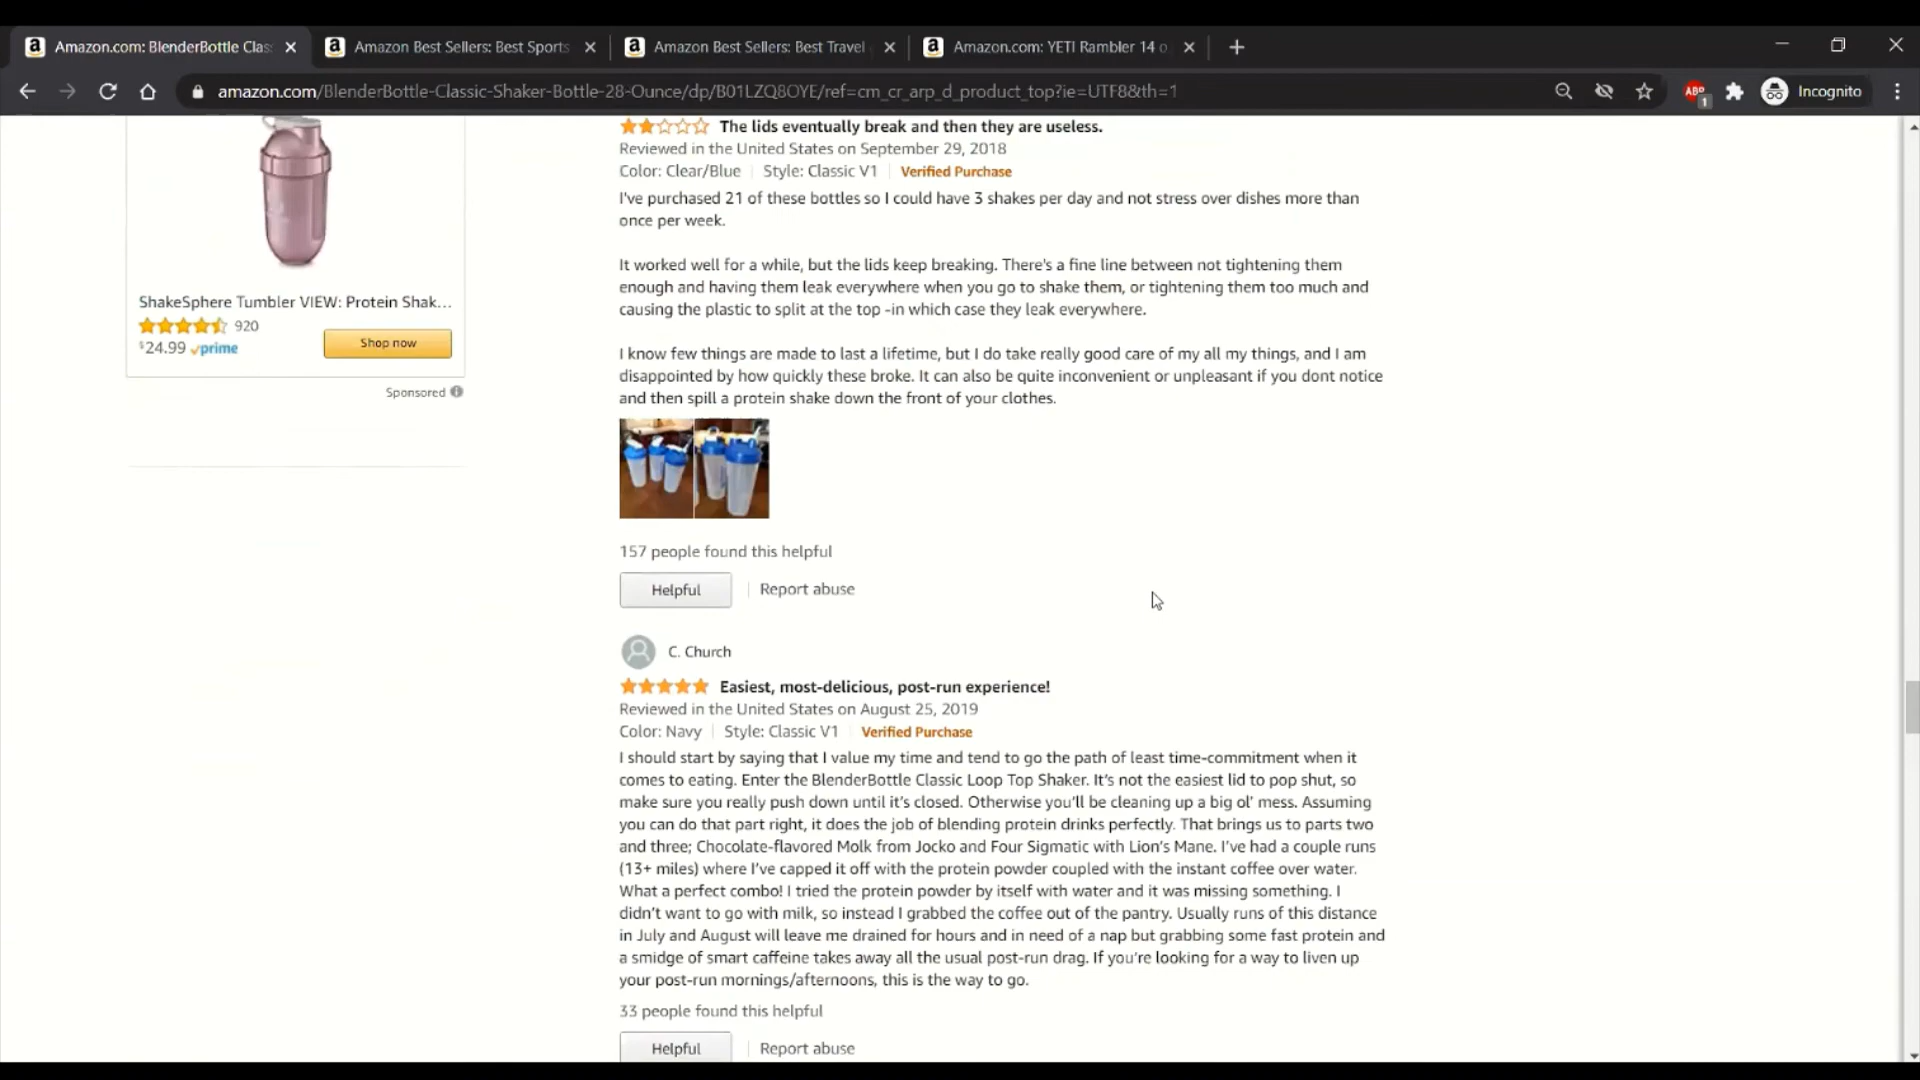 Amazon.com: BlenderBottle Clas
Amazon Best Sellers: Best Sports
Amazon Best Sellers: Best Travel
Amazon.com: YETI Rambler 14 o
amazon.com/BlenderBottle-Classic-Shaker-Bottle-28-Ounce/dp/B01LZQ8OYE/ref=cm_cr_arp_d_product_top?ie=UTF8&th=1
ABP
1
Incognito
ShakeSphere Tumbler VIEW: Protein Shak...
920
$24.99 prime
Shop now
Sponsored
The lids eventually break and then they are useless.
Reviewed in the United States on September 29, 2018
Color: Clear/Blue | Style: Classic V1 | Verified Purchase
I've purchased 21 of these bottles so I could have 3 shakes per day and not stress over dishes more than
once per week.
It worked well for a while, but the lids keep breaking. There's a fine line between not tightening them
enough and having them leak everywhere when you go to shake them, or tightening them too much and
causing the plastic to split at the top -in which case they leak everywhere.
I know few things are made to last a lifetime, but I do take really good care of my all my things, and I am
disappointed by how quickly these broke. It can also be quite inconvenient or unpleasant if you dont notice
and then spill a protein shake down the front of your clothes.
157 people found this helpful
Helpful | Report abuse
C. Church
Easiest, most-delicious, post-run experience!
Reviewed in the United States on August 25, 2019
Color: Navy | Style: Classic V1 | Verified Purchase
I should start by saying that I value my time and tend to go the path of least time-commitment when it
comes to eating. Enter the BlenderBottle Classic Loop Top Shaker. It's not the easiest lid to pop shut, so
make sure you really push down until it's closed. Otherwise you'll be cleaning up a big ol' mess. Assuming
you can do that part right, it does the job of blending protein drinks perfectly. That brings us to parts two
and three; Chocolate-flavored Molk from Jocko and Four Sigmatic with Lion's Mane. I've had a couple runs
(13+ miles) where I've capped it off with the protein powder coupled with the instant coffee over water.
What a perfect combo! I tried the protein powder by itself with water and it was missing something. I
didn't want to go with milk, so instead I grabbed the coffee out of the pantry. Usually runs of this distance
in July and August will leave me drained for hours and in need of a nap but grabbing some fast protein and
a smidge of smart caffeine takes away all the usual post-run drag. If you're looking for a way to liven up
your post-run mornings/afternoons, this is the way to go.
33 people found this helpful
Helpful | Report abuse